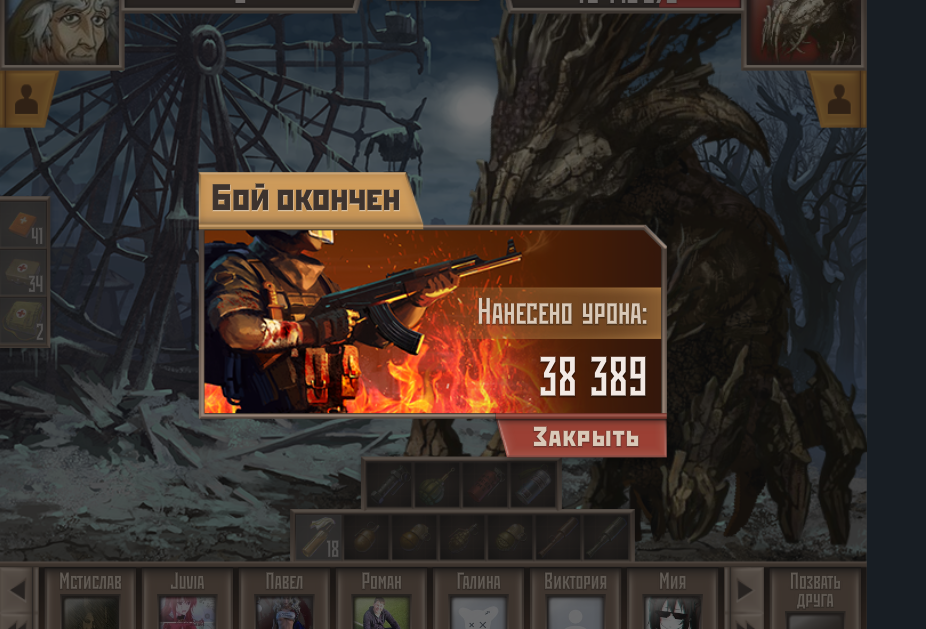 Бой окончен
41
34
2
Нанесено урона:
38 389
Закрыть
18
Мстислав
Juvia
Павел
Роман
Галина
Виктория
Мия
Позвать
друга